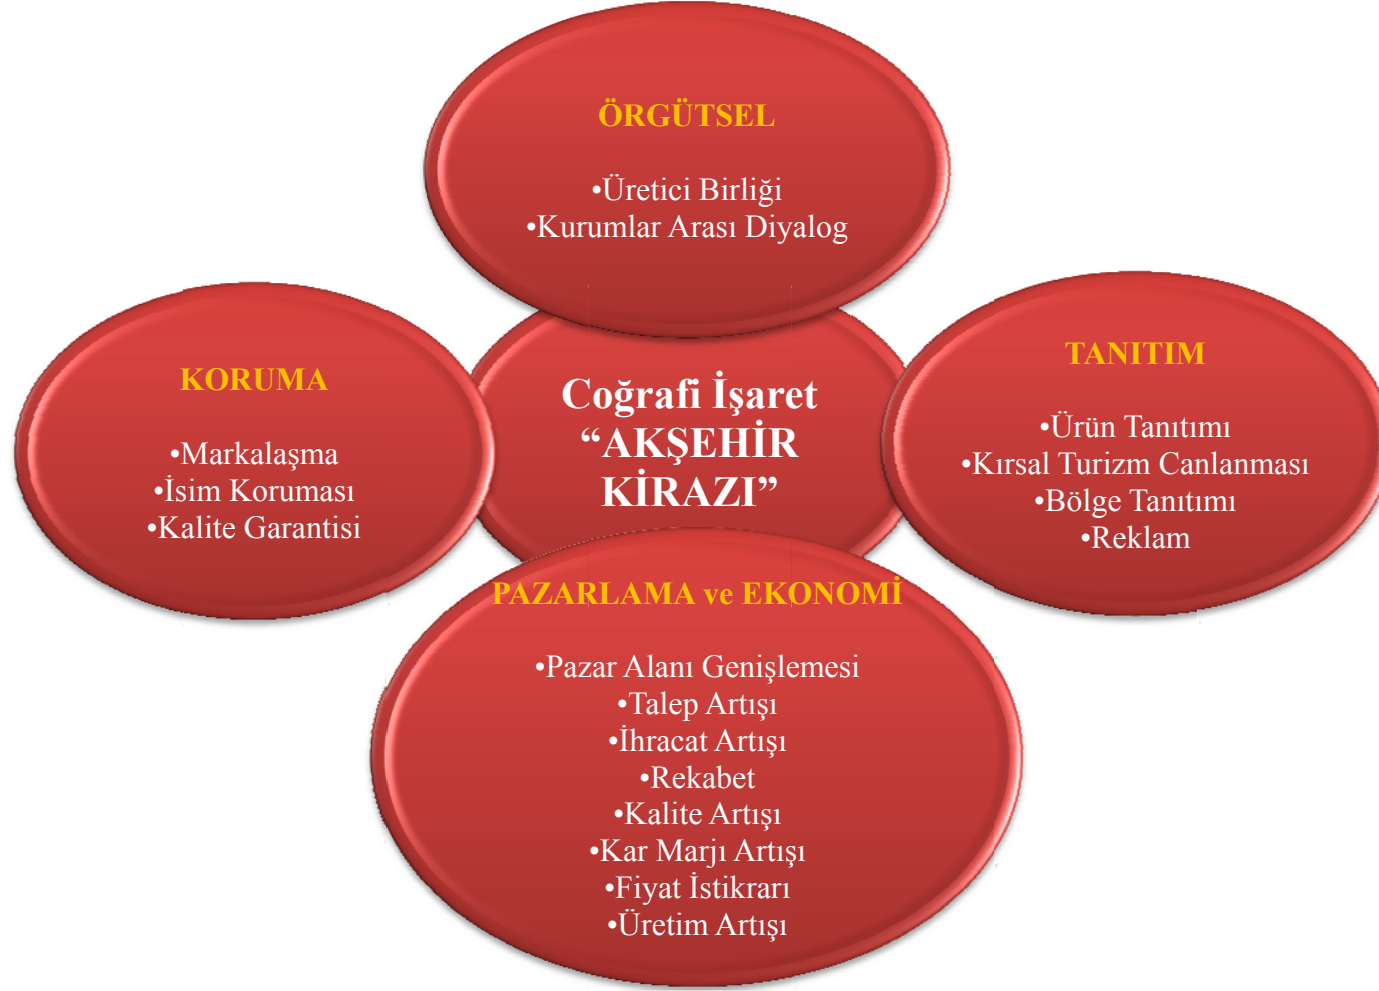 ÖRGÜTSEL
•Üretici Birliği
•Kurumlar Arası Diyalog
KORUMA
•Markalaşma
•İsim Koruması
•Kalite Garantisi
Coğrafi İşaret
“AKŞEHİR
KİRAZI”
TANITIM
•Ürün Tanıtımı
•Kırsal Turizm Canlanması
•Bölge Tanıtımı
•Reklam
PAZARLAMA ve EKONOMİ
•Pazar Alanı Genişlemesi
•Talep Artışı
•İhracat Artışı
•Rekabet
•Kalite Artışı
•Kar Marjı Artışı
•Fiyat İstikrarı
•Üretim Artışı